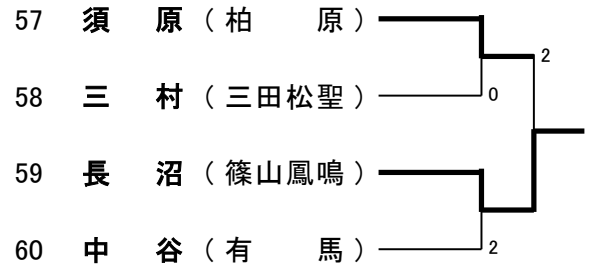 57 須 原 （ 柏 原 ）
2
58 三 村 （ 三田松聖 ）
0
59 長 沼 （ 篠山鳳鳴 ）
60 中 谷 （ 有 馬 ）
2